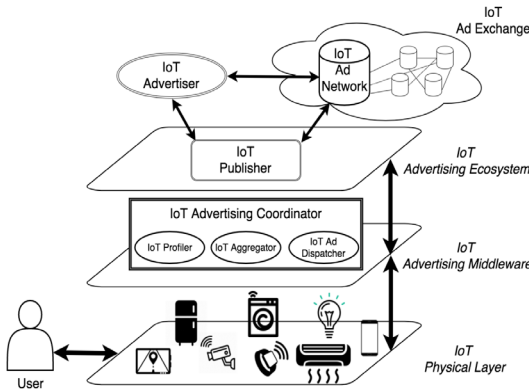 IoT
Ad Exchange
IoT
Ad
Network
IoT
Advertiser
IoT
Publisher
IoT
Advertising Ecosystem
IoT Advertising Coordinator
IoT Profiler
IoT Aggregator
IoT Ad
Dispatcher
IoT
Advertising Middleware
User
IoT
Physical Layer